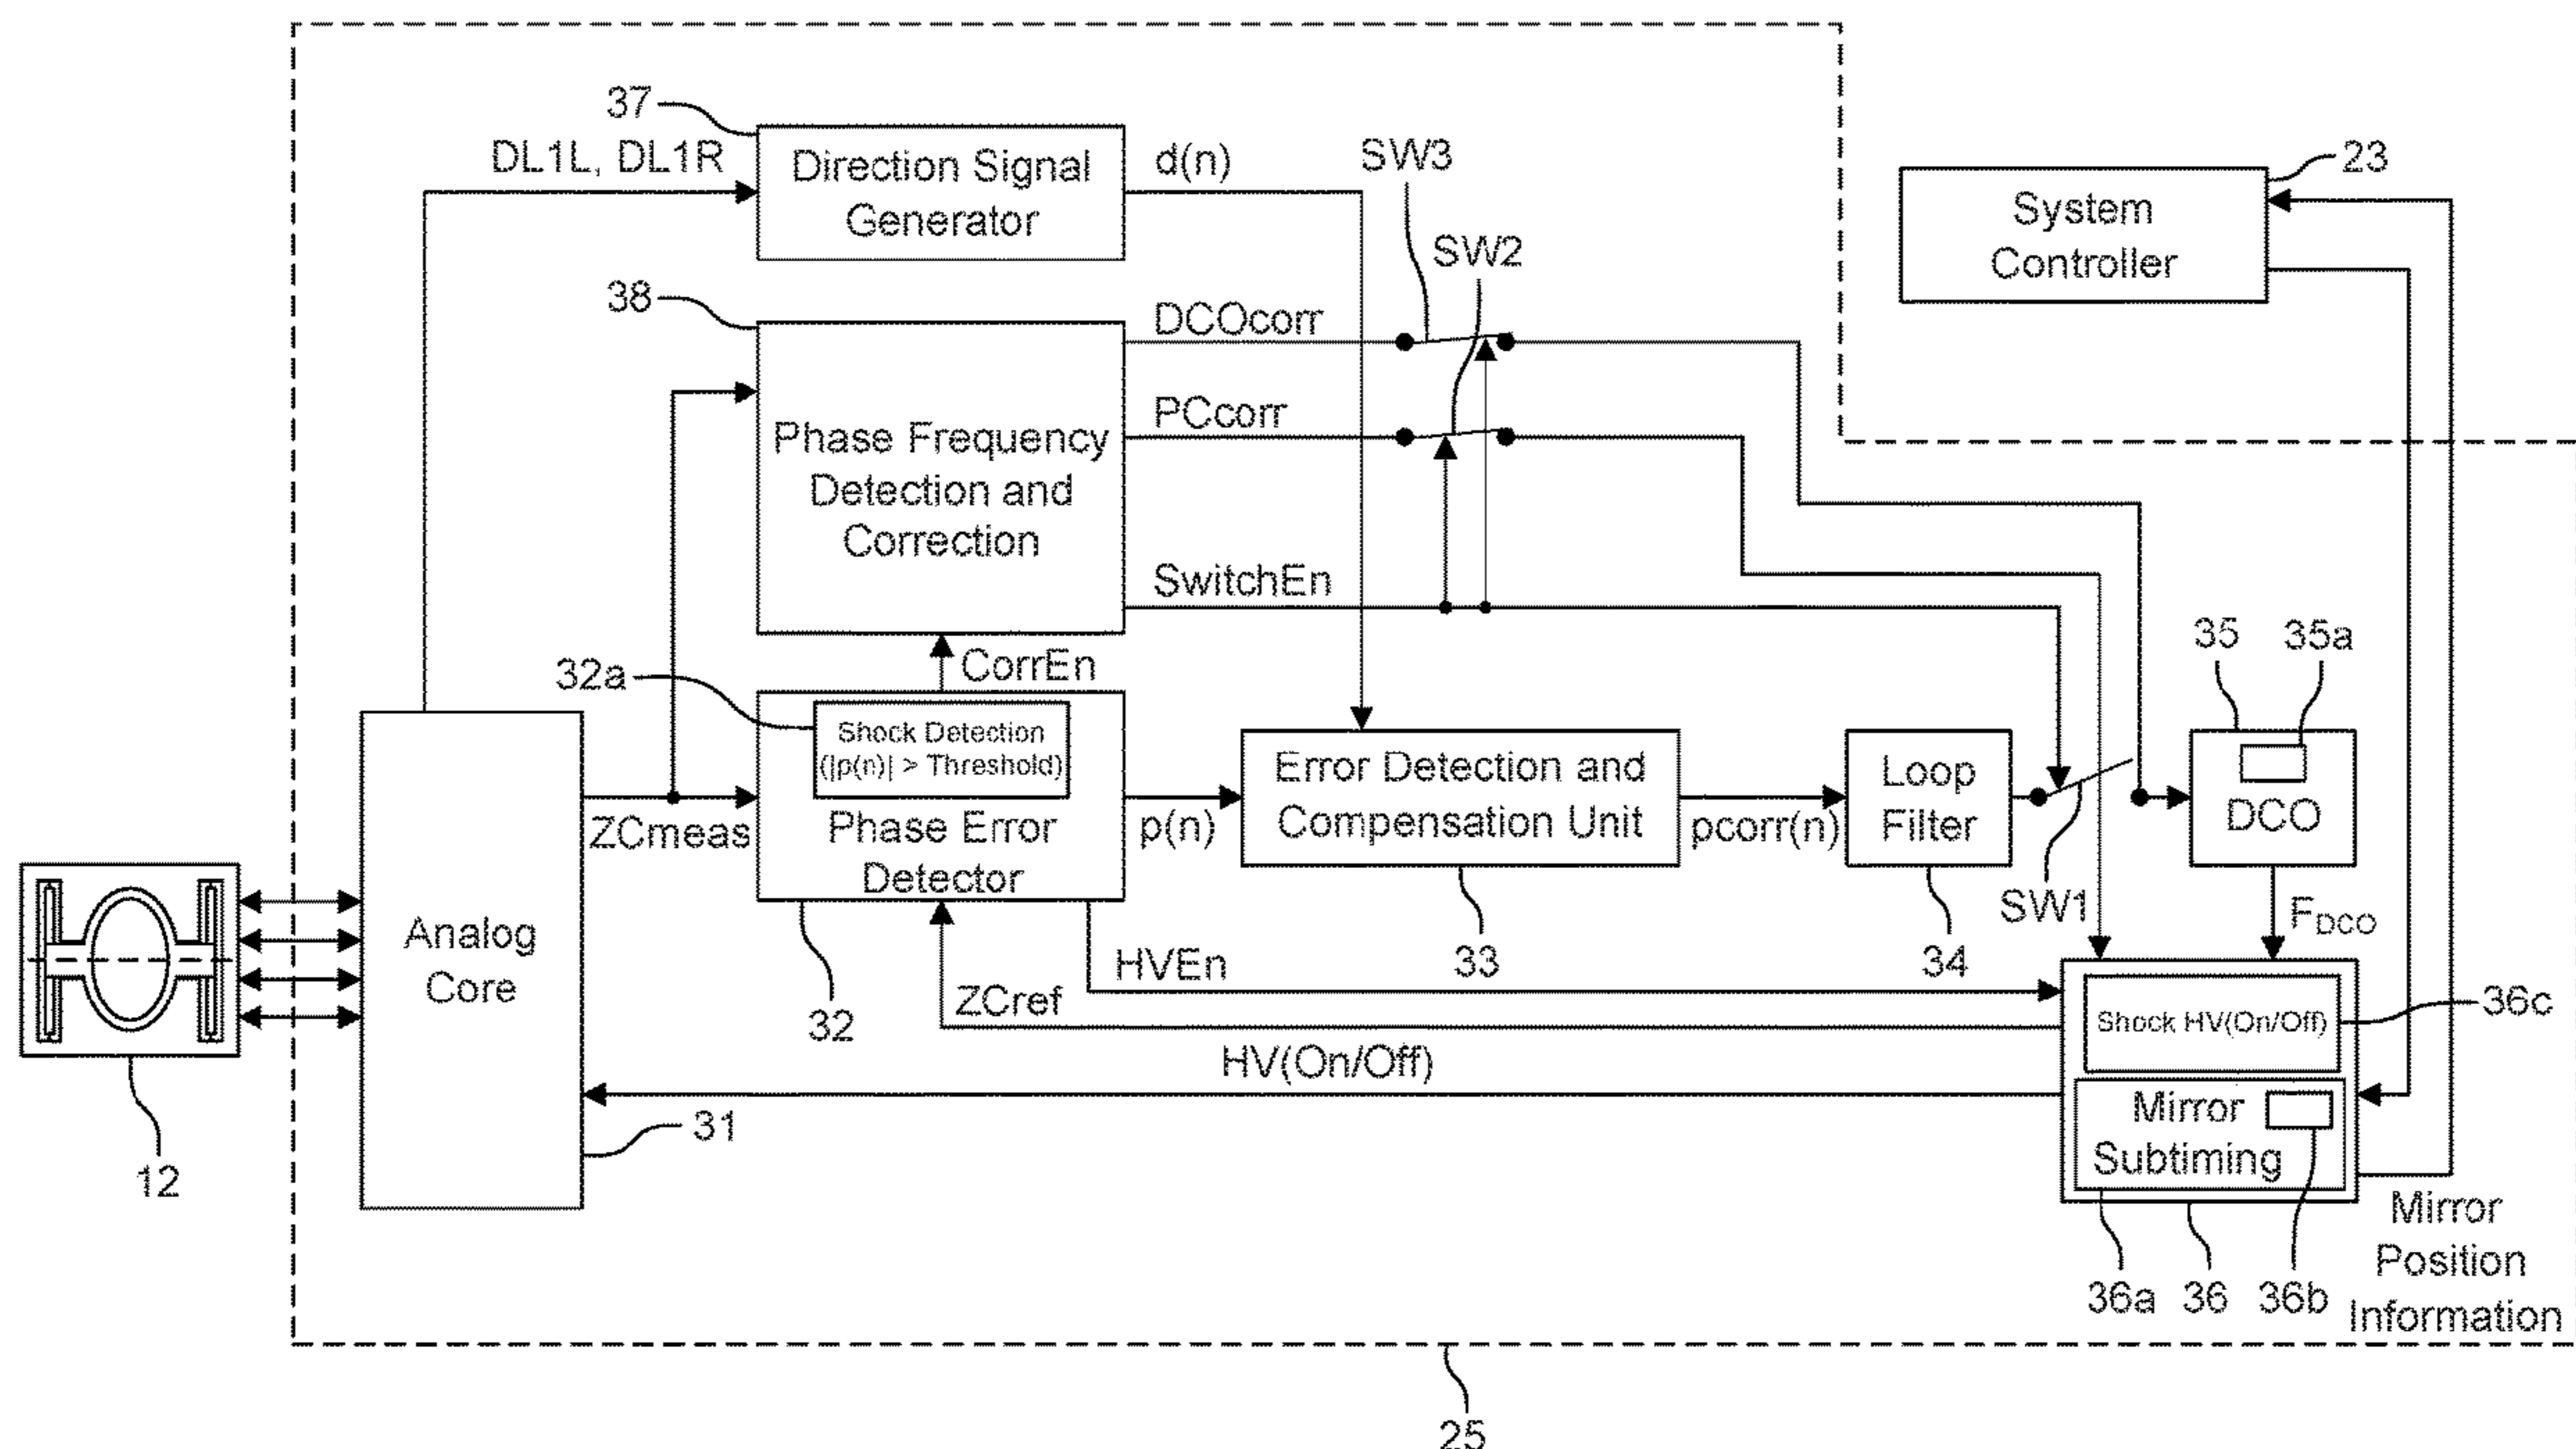 37
DL1L, DL1R
Direction Signal
Generator
d(n)
SW3
SW2
23
System
Controller
38
DCOcorr
PCcorr
Phase Frequency
Detection and
Correction
SwitchEn
CorrEn
32a
Shock Detection
(|p(n)| > Threshold)
Phase Error
Detector
ZCmeas
p(n)
Error Detection and
Compensation Unit
pcorr(n)
Loop
Filter
35
35a
DCO
SW1
FDCO
Analog
Core
HVEn
ZCref
32
33
34
HV(On/Off)
Shock HV(On/Off)
36c
Mirror
Subtiming
31
12
36a
36
36b
Mirror
Position
Information
25